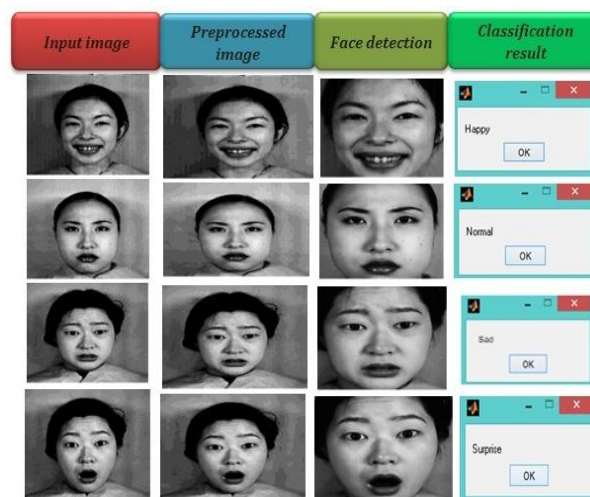 Input image
Preprocessed
image
Face detection
Classification
result
Happy
OK
Normal
OK
Sad
OK
Surprise
OK